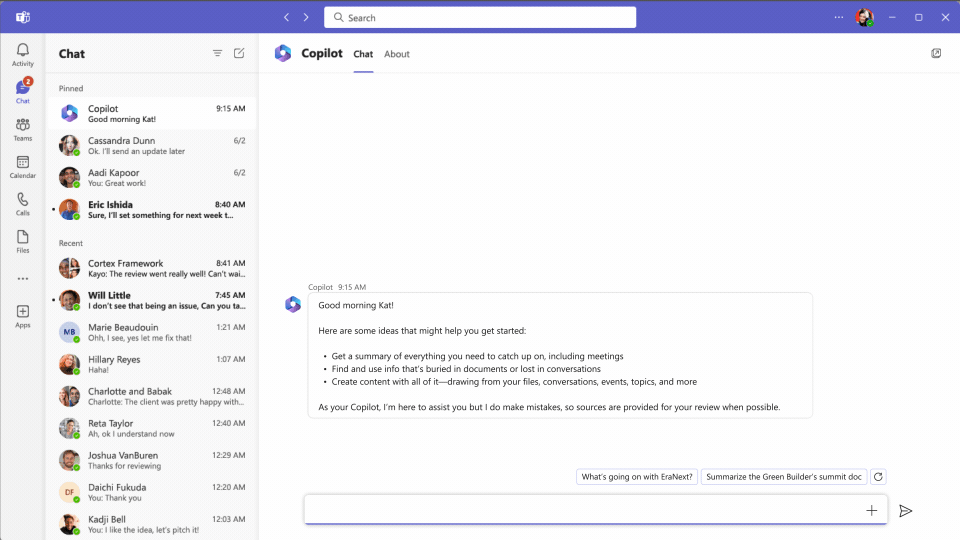 Search
Activity
2
Chat
Teams
Calendar
Calls
Files
Apps
Chat
Pinned
Copilot 9:15 AM
Good morning Kat!
Cassandra Dunn 6/2
Ok. I'll send an update later
Aadi Kapoor 6/2
You: Great work!
Eric Ishida 8:40 AM
Sure, I'll set something for next week t...
Recent
Cortex Framework 8:41 AM
Kayo: The review went really well! Can't wai...
Will Little 7:45 AM
I don't see that being an issue, Can you ta...
MB
Marie Beaudouin 1:21 AM
Ohh, I see, yes let me fix that!
Hillary Reyes 1:07 AM
Haha!
Charlotte and Babak 12:48 AM
Charlotte: The client was pretty happy with...
Reta Taylor 12:40 AM
Ah, ok I understand now
Joshua VanBuren 12:29 AM
Thanks for reviewing
DF
Daichi Fukuda 12:20 AM
You: Thank you
Kadji Bell 12:03 AM
You: I like the idea, let's pitch it!
Copilot Chat About
Copilot 9:15 AM
Good morning Kat!
Here are some ideas that might help you get started:
• Get a summary of everything you need to catch up on, including meetings
• Find and use info that's buried in documents or lost in conversations
• Create content with all of it—drawing from your files, conversations, events, topics, and more
As your Copilot, I'm here to assist you but I do make mistakes, so sources are provided for your review when possible.
What's going on with EraNext? Summarize the Green Builder's summit doc